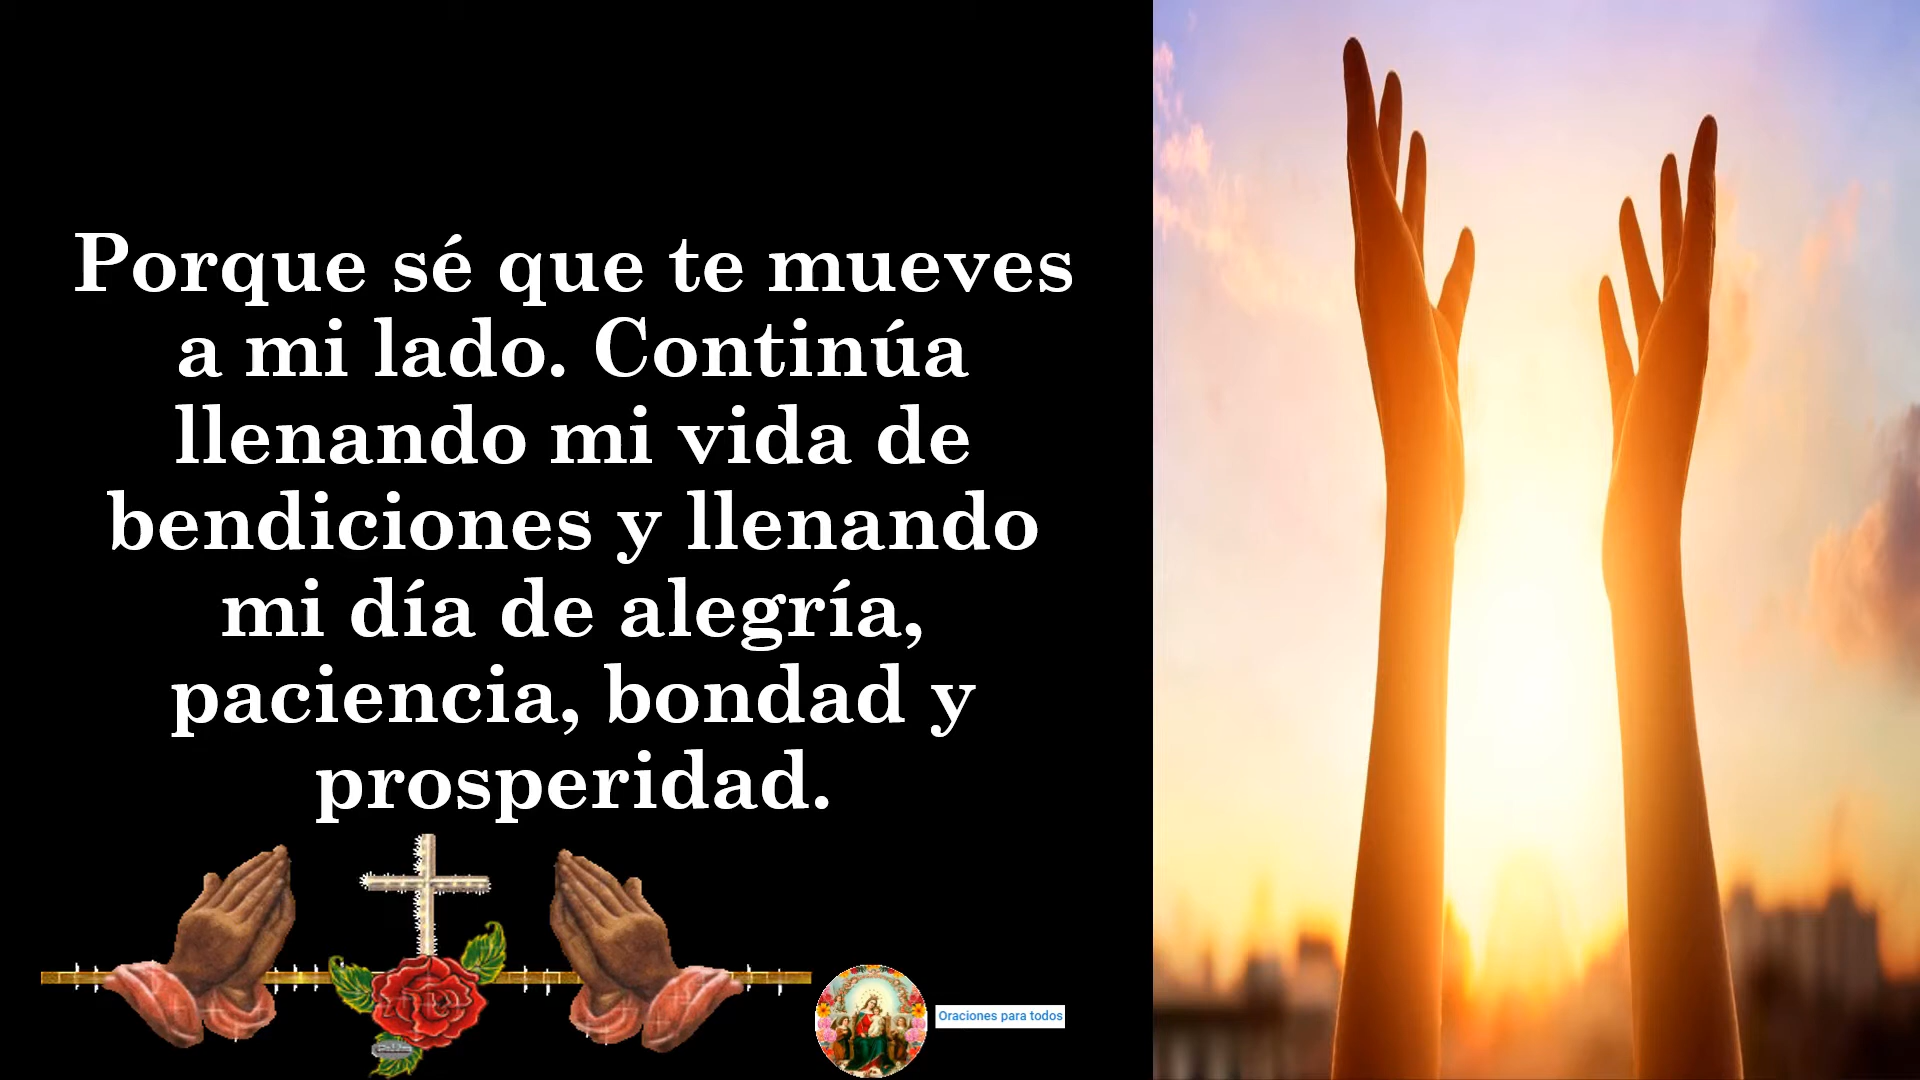 Porque sé que te mueves
a mi lado. Continúa
llenando mi vida de
bendiciones y llenando
mi día de alegría,
paciencia, bondad y
prosperidad.
Oraciones para todos